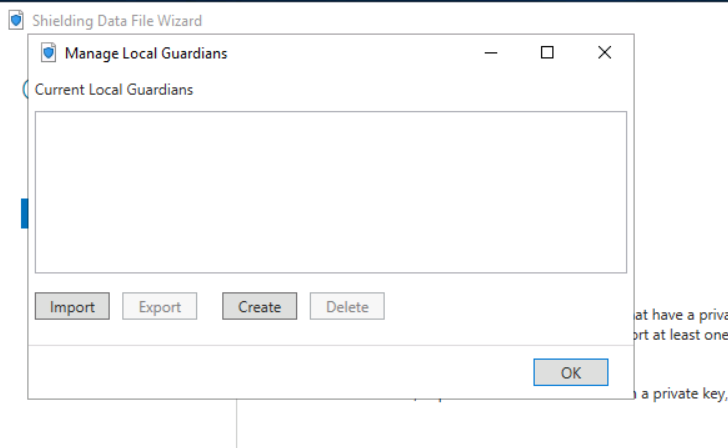 Shielding Data File Wizard
Manage Local Guardians
Current Local Guardians
Import Export Create Delete
at have a priva
ort at least one
OK
a private key,